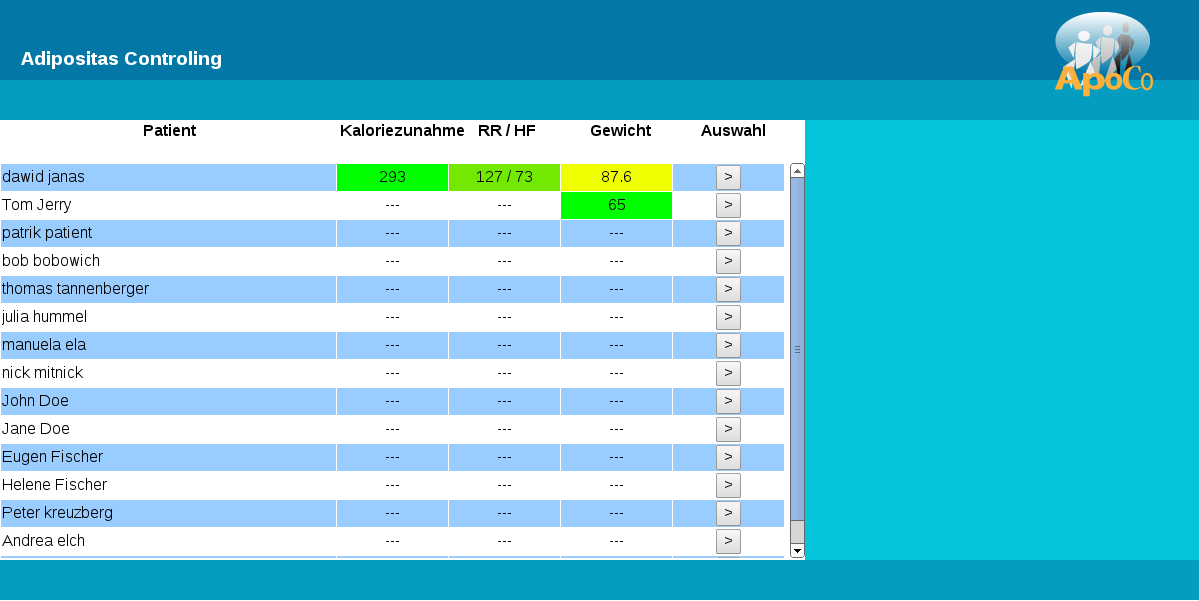 Adipositas Controling
ApoCo
Patient Kaloriezunahme RR / HF Gewicht Auswahl
dawid janas 293 127 / 73 87.6 >
Tom Jerry --- --- 65 >
patrik patient --- --- --- >
bob bobowich --- --- --- >
thomas tannenberger --- --- --- >
julia hummel --- --- --- >
manuela ela --- --- --- >
nick mitnick --- --- --- >
John Doe --- --- --- >
Jane Doe --- --- --- >
Eugen Fischer --- --- --- >
Helene Fischer --- --- --- >
Peter kreuzberg --- --- --- >
Andrea elch --- --- --- >